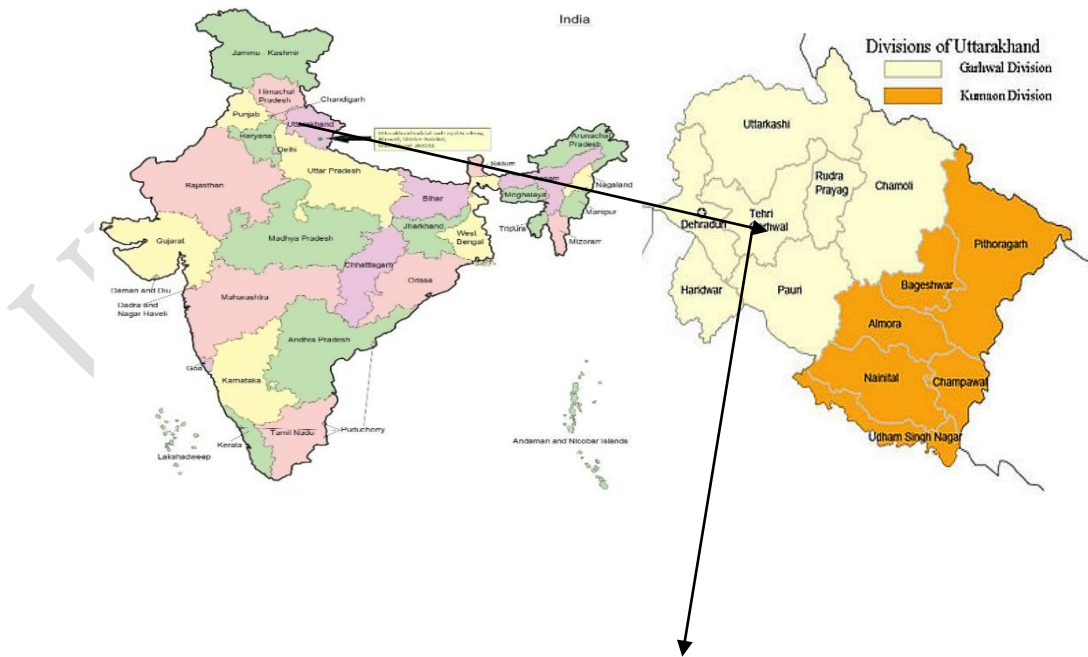 India
Jammu - Kashmir
Himachal
Pradesh
Chandigarh
Punjab
Uttarakhand
Haryana
Delhi
Uttar Pradesh
Rajasthan
Sikkim
Arunachal
Pradesh
Nagaland
Meghalaya
Manipur
Tripura
Mizoram
Bihar
Jharkhand
West
Bengal
Gujarat
Madhya Pradesh
Chhattisgarh
Orissa
Daman and Diu
Dadra and
Nagar Haveli
Maharashtra
Andhra Pradesh
Goa
Karnataka
Kerala
Tamil Nadu
Puducherry
Lakshadweep
Andaman and Nicobar Islands
Divisions of Uttarakhand
Garhwal Division
Kumaon Division
Uttarkashi
Rudra
Prayag
Chamoli
Dehradun
Tehri
Garhwal
Haridwar
Pauri
Pithoragarh
Bageshwar
Almora
Nainital
Champawat
Udham Singh Nagar